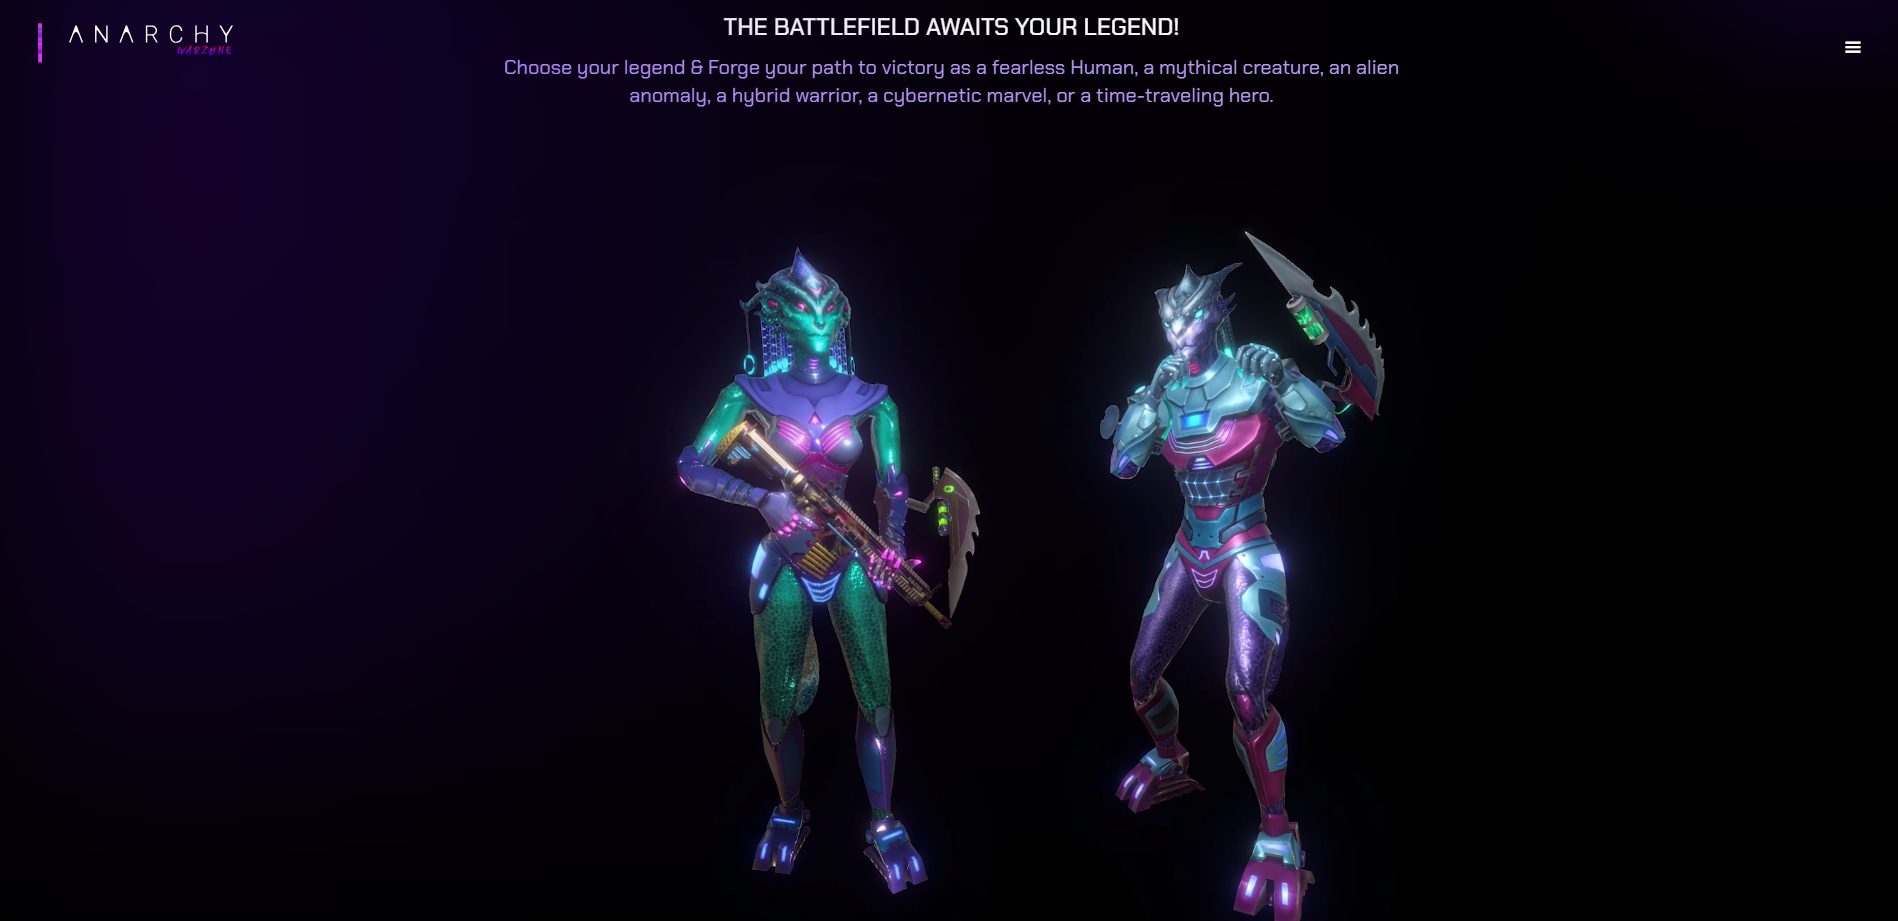 ANARCHY
WARZONE
THE BATTLEFIELD AWAITS YOUR LEGEND!
Choose your legend & Forge your path to victory as a fearless Human, a mythical creature, an alien
anomaly, a hybrid warrior, a cybernetic marvel, or a time-traveling hero.